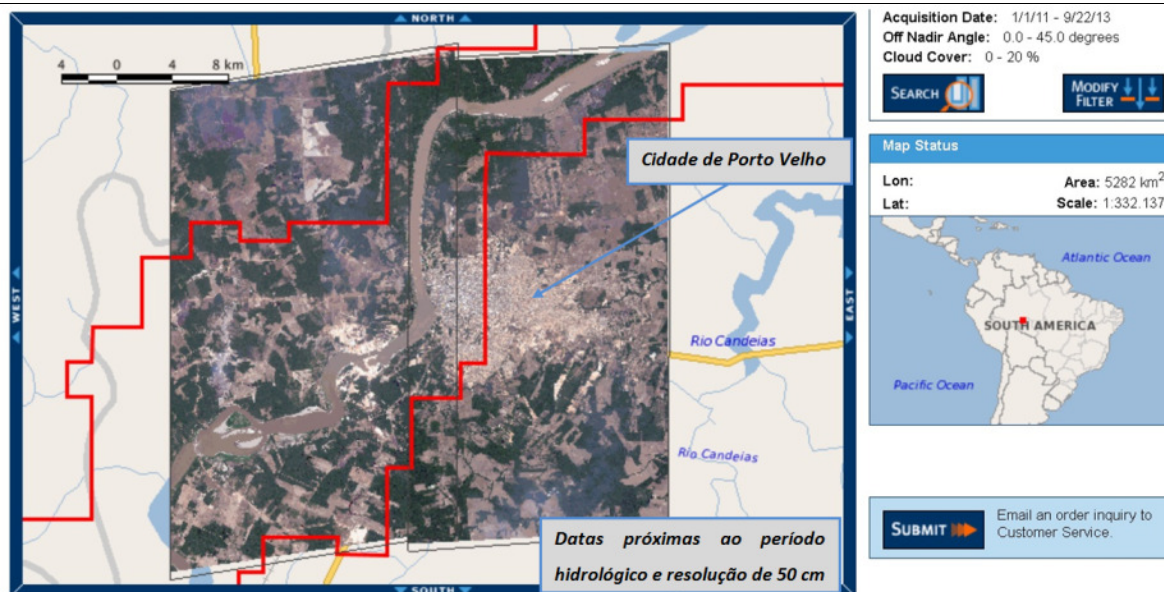 NORTH
4 0 4 8 km
Cidade de Porto Velho
WEST
EAST
Rio Candeias
Rio Candeias
Datas próximas ao período
hidrológico e resolução de 50 cm
SOUTH
Acquisition Date: 1/1/11 - 9/22/13
Off Nadir Angle: 0.0 - 45.0 degrees
Cloud Cover: 0 - 20 %
SEARCH
MODIFY
FILTER
Map Status
Lon:
Area: 5282 km²
Lat:
Scale: 1:332.137
Atlantic Ocean
SOUTH AMERICA
Pacific Ocean
SUBMIT
Email an order inquiry to
Customer Service.